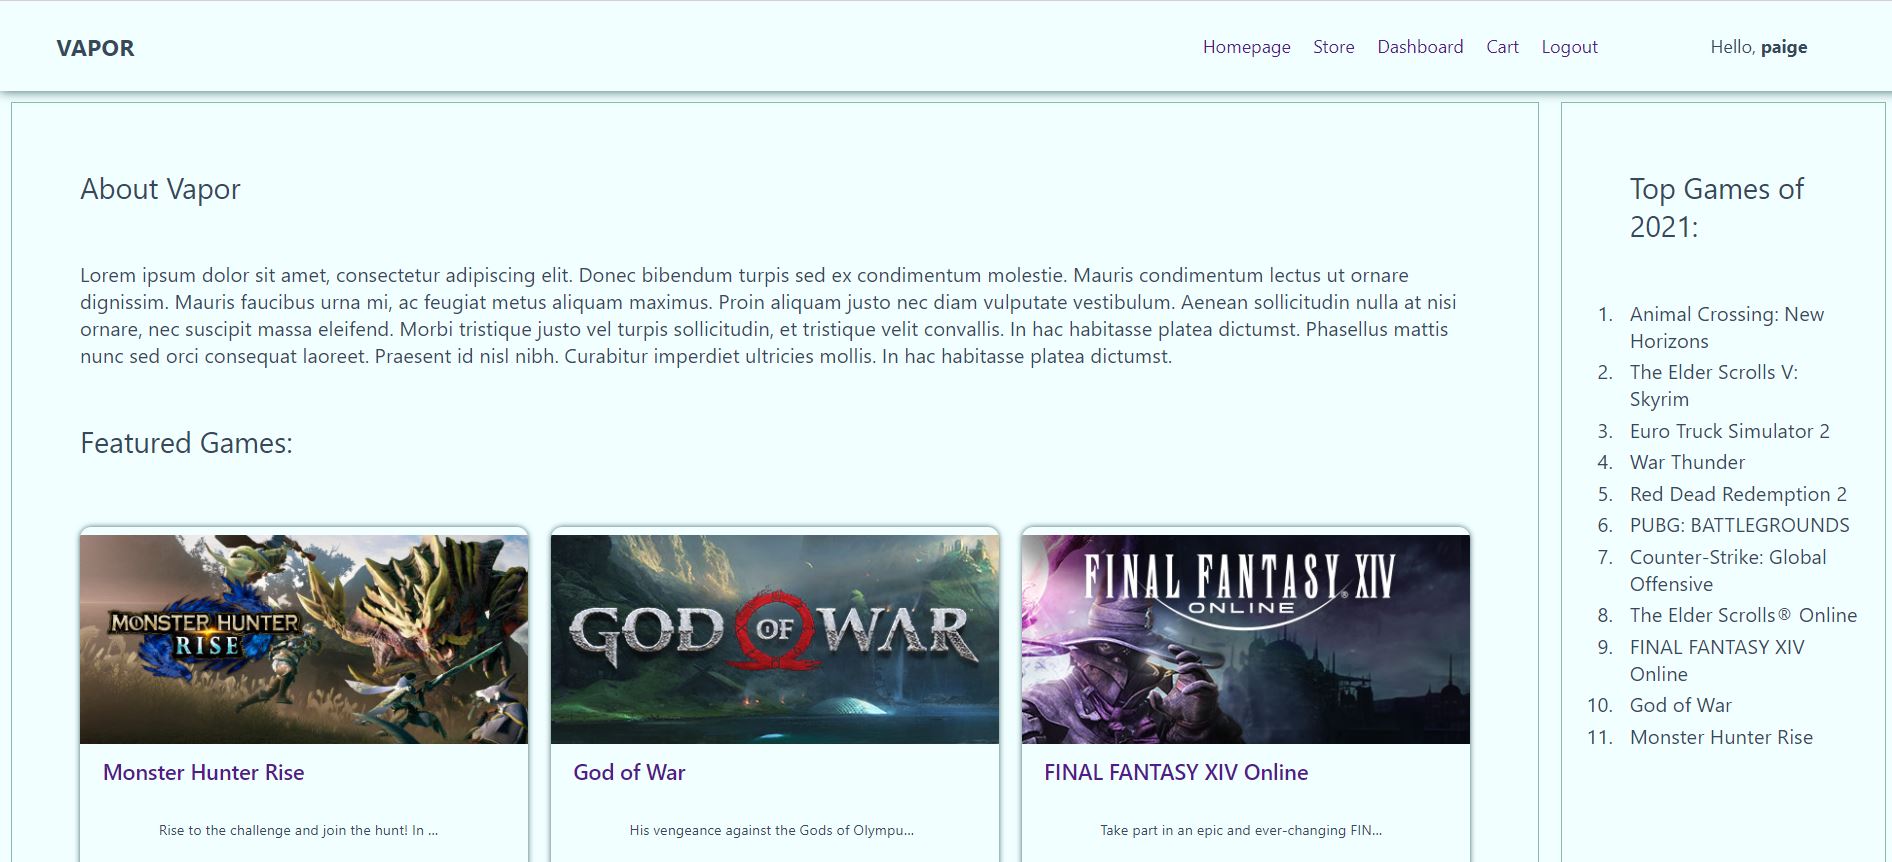 VAPOR
Homepage Store Dashboard Cart Logout
Hello, paige
About Vapor
Lorem ipsum dolor sit amet, consectetur adipiscing elit. Donec bibendum turpis sed ex condimentum molestie. Mauris condimentum lectus ut ornare
dignissim. Mauris faucibus urna mi, ac feugiat metus aliquam maximus. Proin aliquam justo nec diam vulputate vestibulum. Aenean sollicitudin nulla at nisi
ornare, nec suscipit massa eleifend. Morbi tristique justo vel turpis sollicitudin, et tristique velit convallis. In hac habitasse platea dictumst. Phasellus mattis
nunc sed orci consequat laoreet. Praesent id nisl nibh. Curabitur imperdiet ultricies mollis. In hac habitasse platea dictumst.
Featured Games:
MONSTER HUNTER
RISE
Monster Hunter Rise
Rise to the challenge and join the hunt! In ...
GOD OF WAR
God of War
His vengeance against the Gods of Olympu...
FINAL FANTASY XIV
ONLINE
FINAL FANTASY XIV Online
Take part in an epic and ever-changing FIN...
Top Games of
2021:
1. Animal Crossing: New
Horizons
2. The Elder Scrolls V:
Skyrim
3. Euro Truck Simulator 2
4. War Thunder
5. Red Dead Redemption 2
6. PUBG: BATTLEGROUNDS
7. Counter-Strike: Global
Offensive
8. The Elder Scrolls® Online
9. FINAL FANTASY XIV
Online
10. God of War
11. Monster Hunter Rise